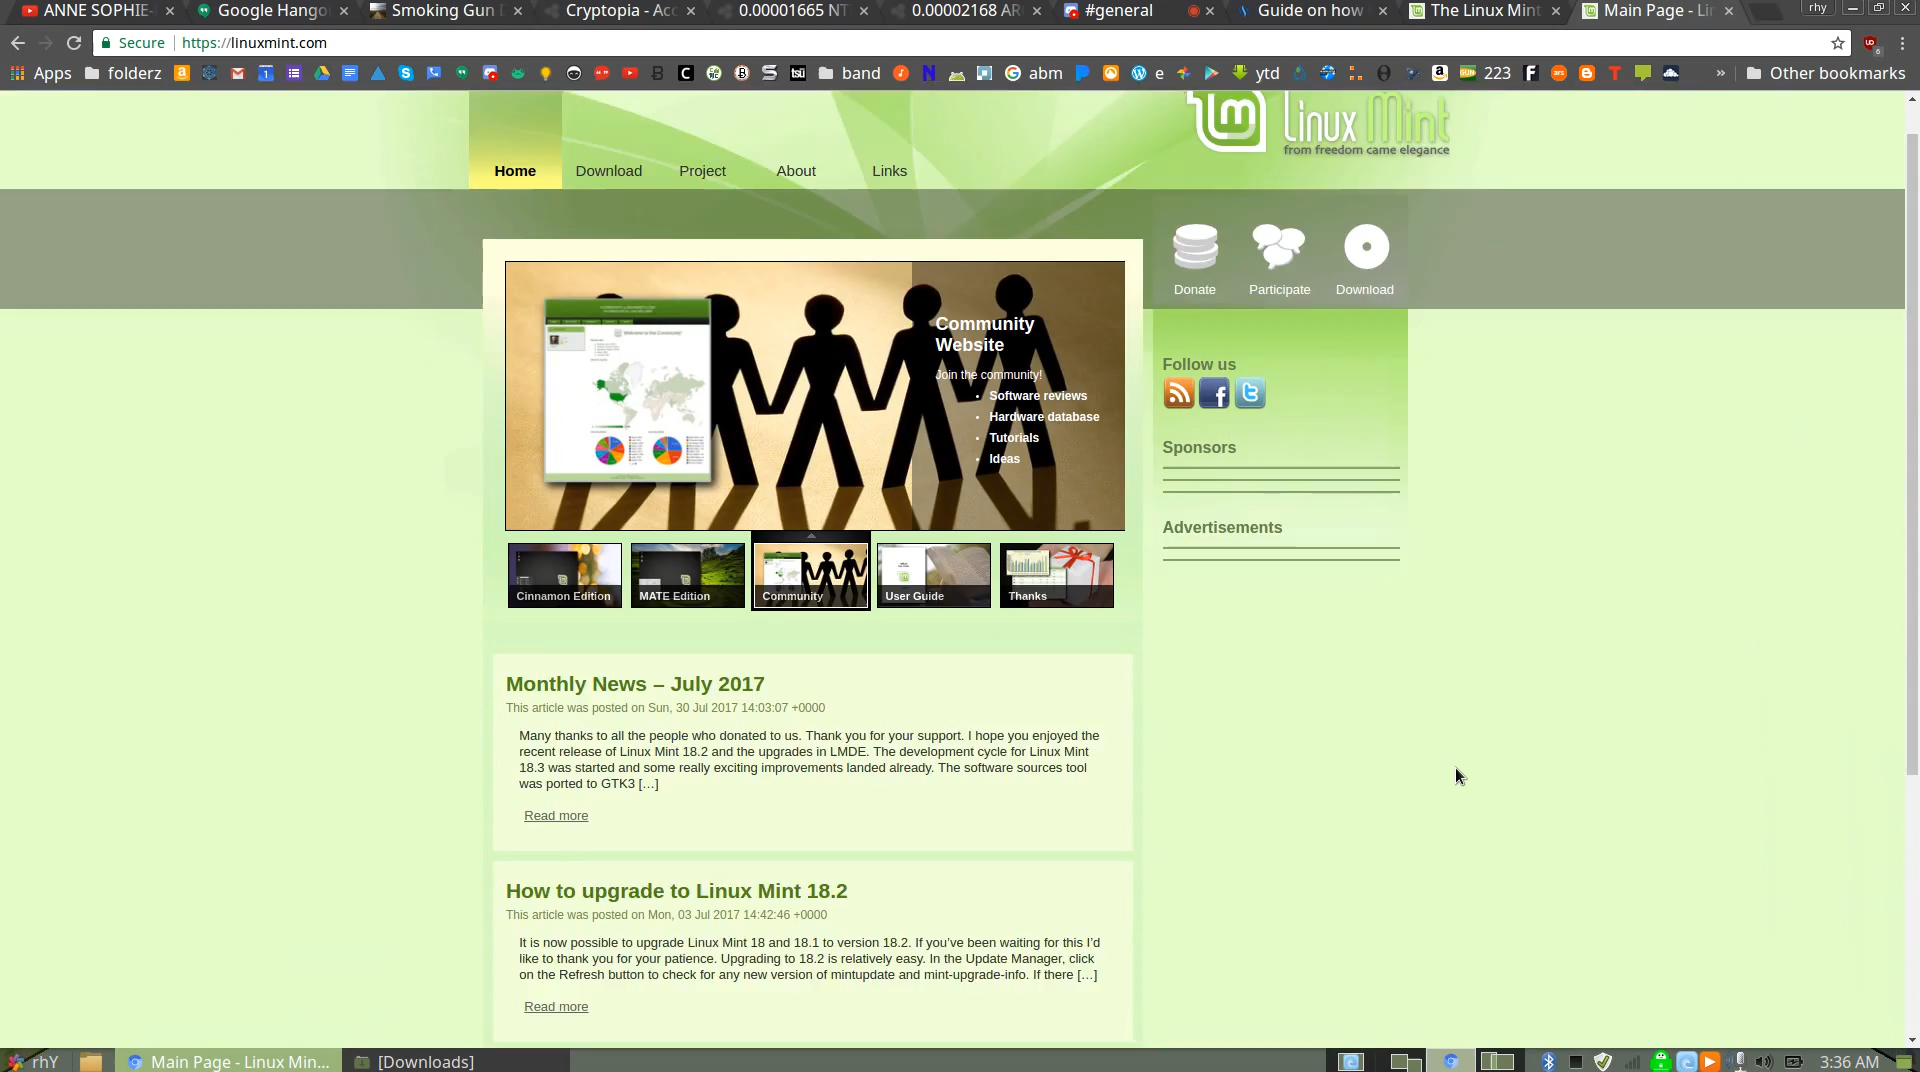 ANNE SOPHIE-
Google Hango
Smoking Gun D
Cryptopia - Acc
0.00001665 NT
0.00002168 AR
#general
Guide on how
The Linux Mint
Main Page - Lin
rhy
Secure
https://linuxmint.com
Apps
folderz
band
abm
e
ytd
223
»
Other bookmarks
Linux Mint
from freedom came elegance
Home
Download
Project
About
Links
Donate
Participate
Download
Community
Website
Join the community!
• Software reviews
• Hardware database
• Tutorials
• Ideas
Follow us
Sponsors
Advertisements
Cinnamon Edition
MATE Edition
Community
User Guide
Thanks
Monthly News – July 2017
This article was posted on Sun, 30 Jul 2017 14:03:07 +0000
Many thanks to all the people who donated to us. Thank you for your support. I hope you enjoyed the
recent release of Linux Mint 18.2 and the upgrades in LMDE. The development cycle for Linux Mint
18.3 was started and some really exciting improvements landed already. The software sources tool
was ported to GTK3 […]
Read more
How to upgrade to Linux Mint 18.2
This article was posted on Mon, 03 Jul 2017 14:42:46 +0000
It is now possible to upgrade Linux Mint 18 and 18.1 to version 18.2. If you’ve been waiting for this I’d
like to thank you for your patience. Upgrading to 18.2 is relatively easy. In the Update Manager, click
on the Refresh button to check for any new version of mintupdate and mint-upgrade-info. If there […]
Read more
rhY
Main Page - Linux Min...
[Downloads]
3:36 AM